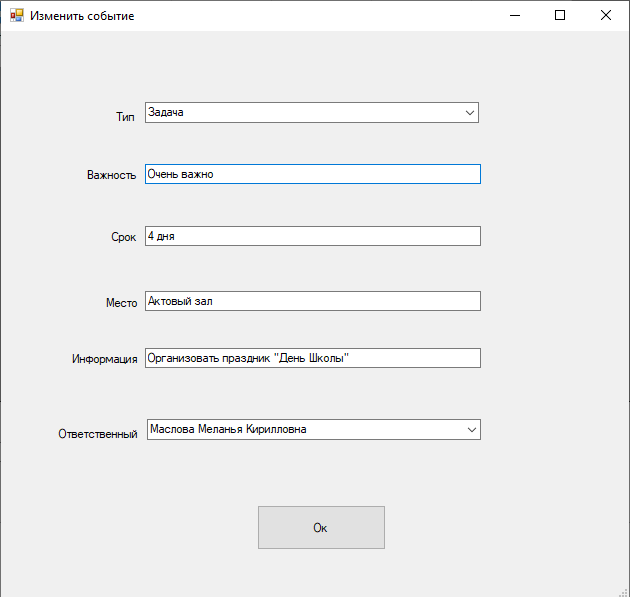 Изменить событие
Тип Задача
Важность Очень важно
Срок 4 дня
Место Актовый зал
Информация Организовать праздник "День Школы"
Ответственный Маслова Меланья Кирилловна
Ок